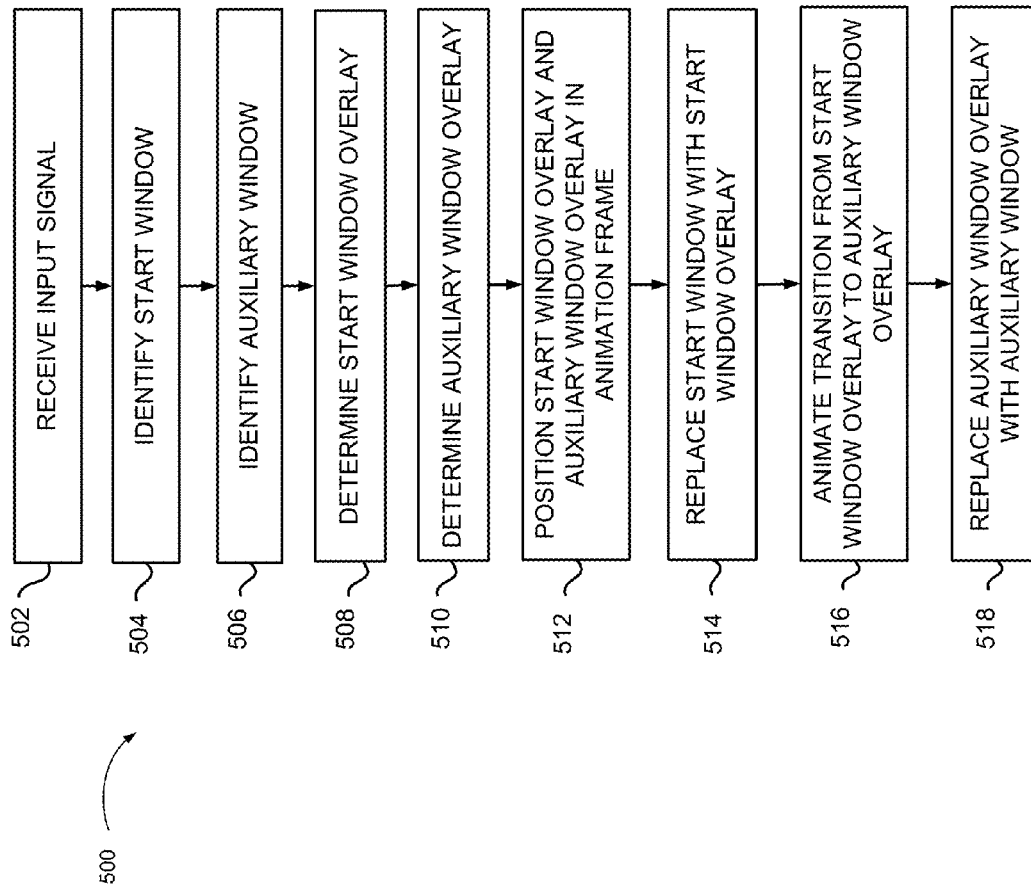 500
502
RECEIVE INPUT SIGNAL
504
IDENTIFY START WINDOW
506
IDENTIFY AUXILIARY WINDOW
508
DETERMINE START WINDOW OVERLAY
510
DETERMINE AUXILIARY WINDOW OVERLAY
512
POSITION START WINDOW OVERLAY AND
AUXILIARY WINDOW OVERLAY IN
ANIMATION FRAME
514
REPLACE START WINDOW WITH START
WINDOW OVERLAY
516
ANIMATE TRANSITION FROM START
WINDOW OVERLAY TO AUXILIARY WINDOW
OVERLAY
518
REPLACE AUXILIARY WINDOW OVERLAY
WITH AUXILIARY WINDOW